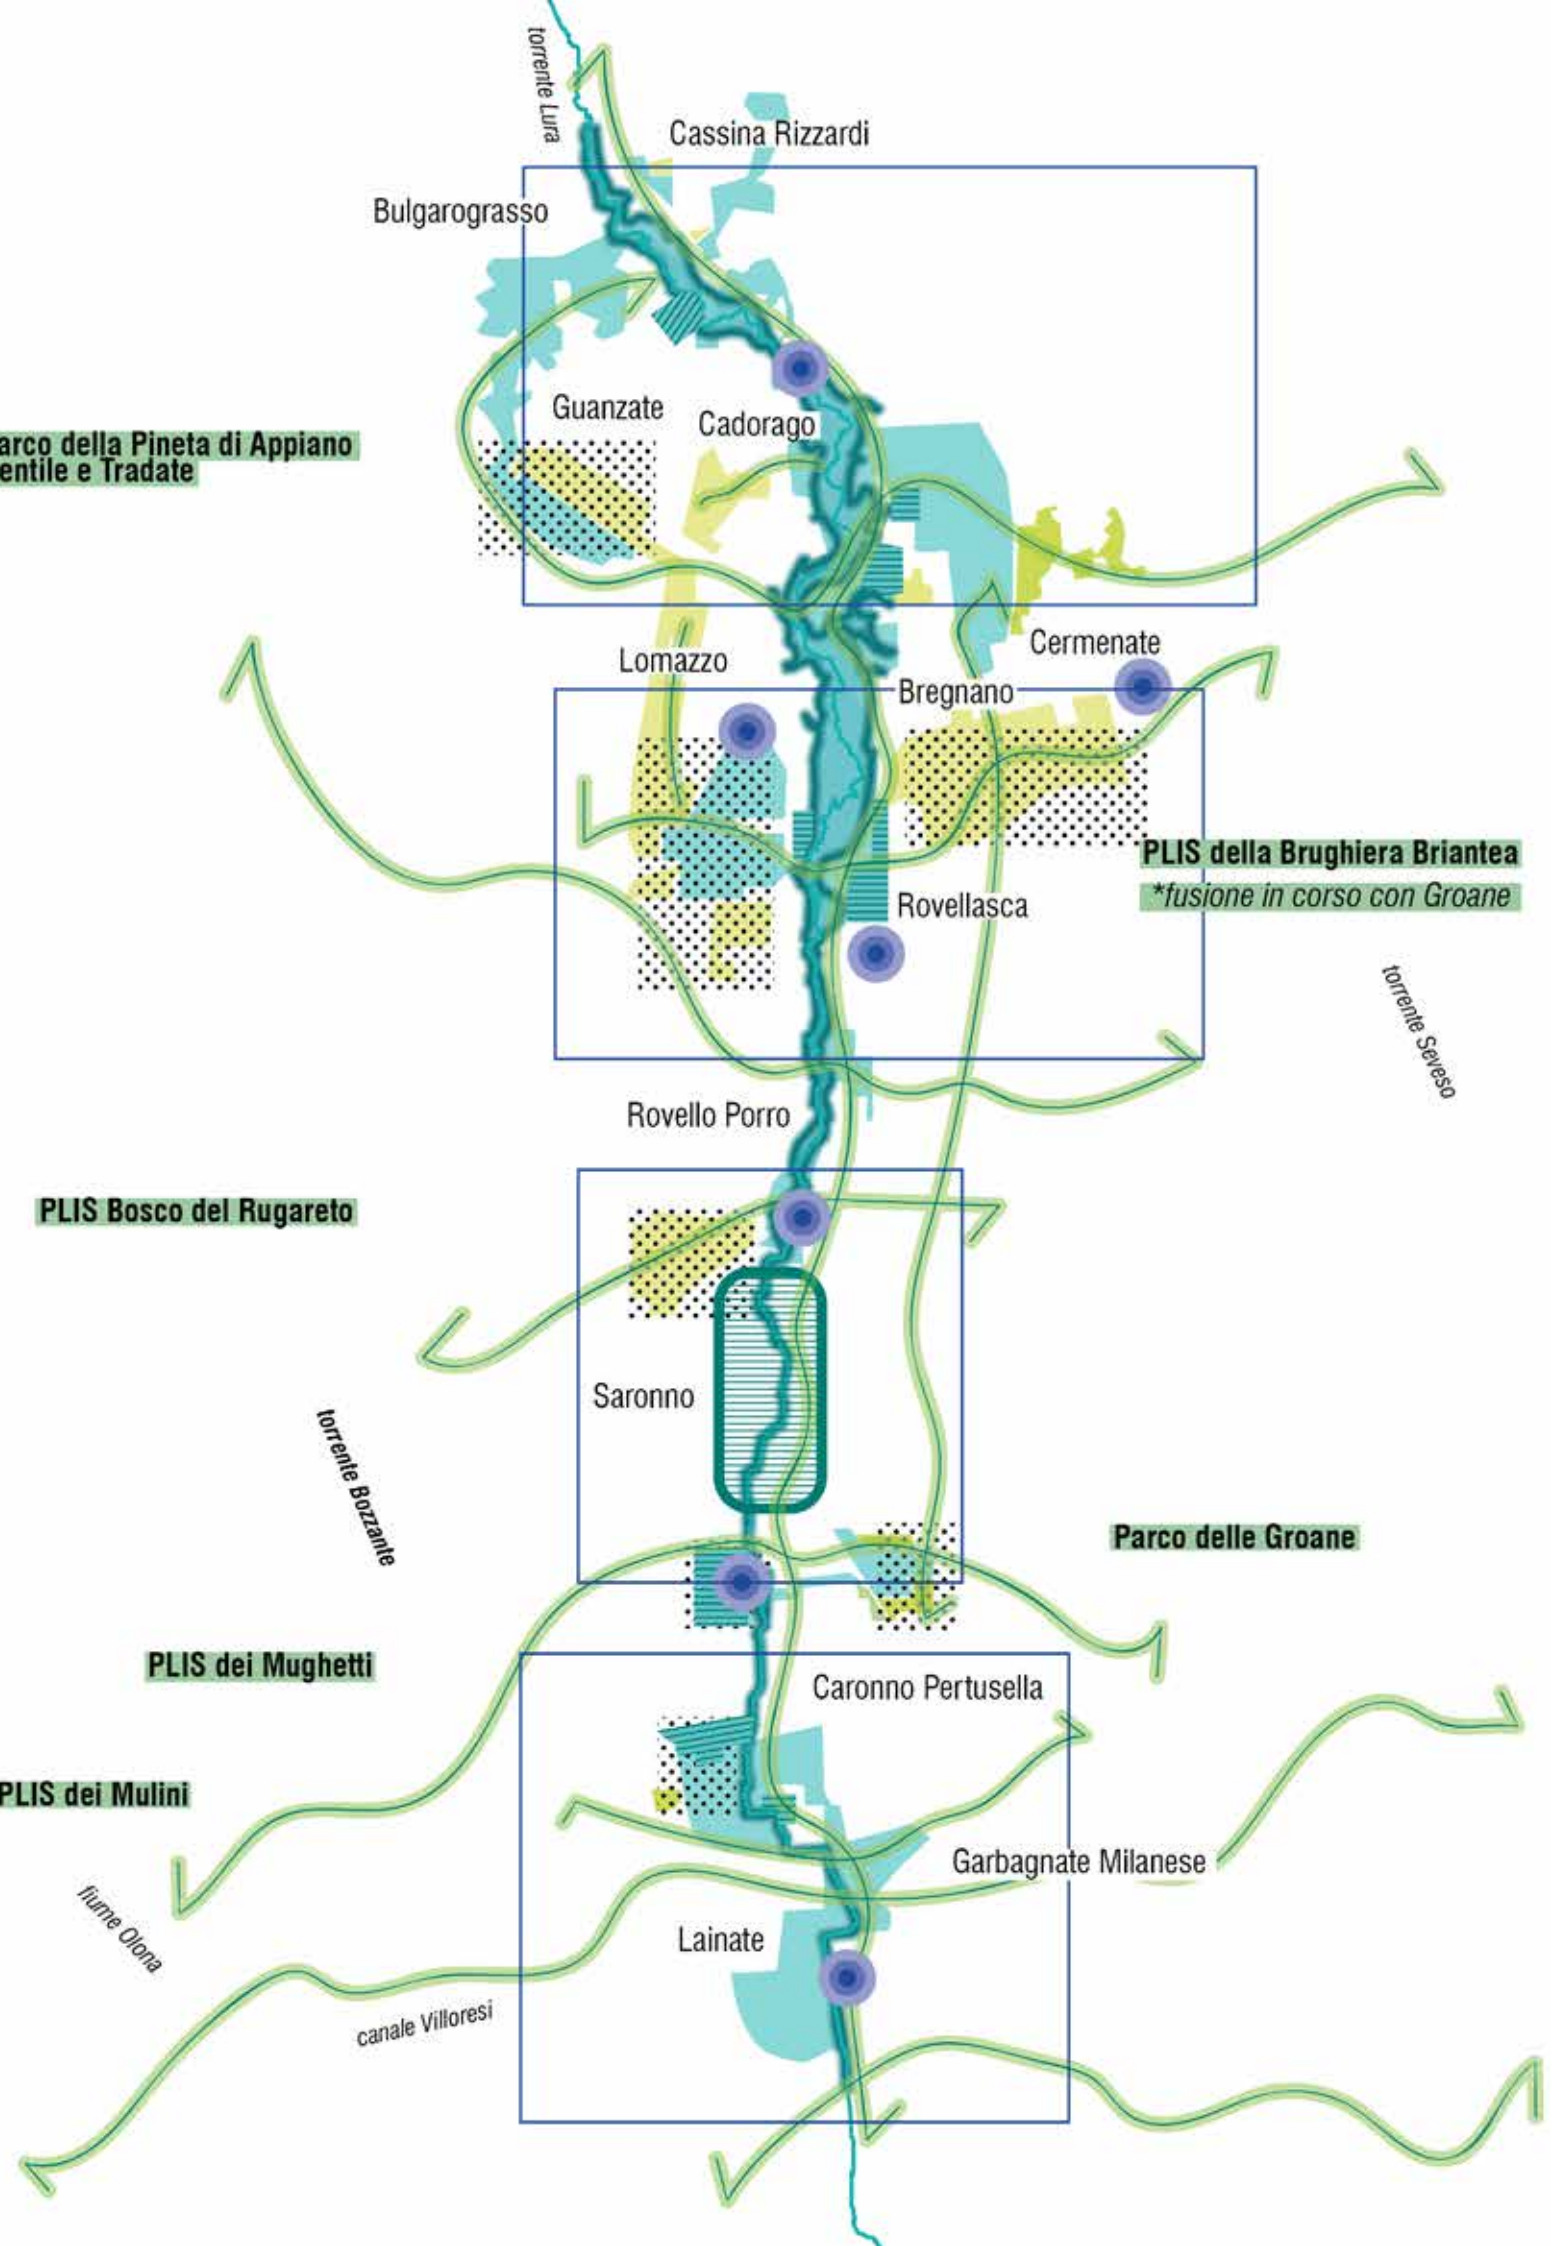 torrente Lura
Cassina Rizzardi
Bulgarograsso
Guanzate
Cadorago
arco della Pineta di Appiano
entile e Tradate
Cermenate
Lomazzo
Bregnano
PLIS della Brughiera Briantea
*fusione in corso con Groane
Rovellasca
torrente Seveso
Rovello Porro
PLIS Bosco del Rugareto
Saronno
torrente Bozzante
Parco delle Groane
PLIS dei Mughetti
Caronno Pertusella
PLIS dei Mulini
Garbagnate Milanese
fiume Olona
Lainate
canale Villoresi